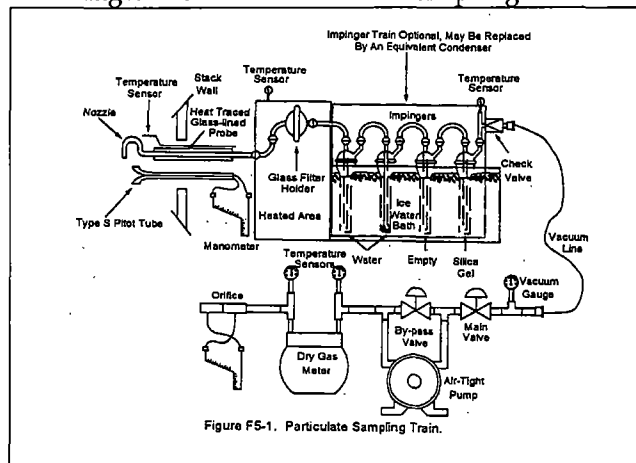 Impinger Train Optional, May Be Replaced
By An Equivalent Condenser
Temperature
Sensor
Stack
Wall
Temperature
Sensor
Temperature
Sensor
Heat Traced
Glass-lined
Probe
Nozzle
Impingers
Glass Filter
Holder
Check
Valve
Type S Pitot Tube
Heated Area
Ice
Water
Bath
Manometer
Water
Empty
Silica
Gel
Vacuum
Line
Temperature
Sensors
Orifice
Vacuum
Gauge
By-pass
Valve
Main
Valve
Dry Gas
Meter
Air-Tight
Pump
Figure F5-1. Particulate Sampling Train.